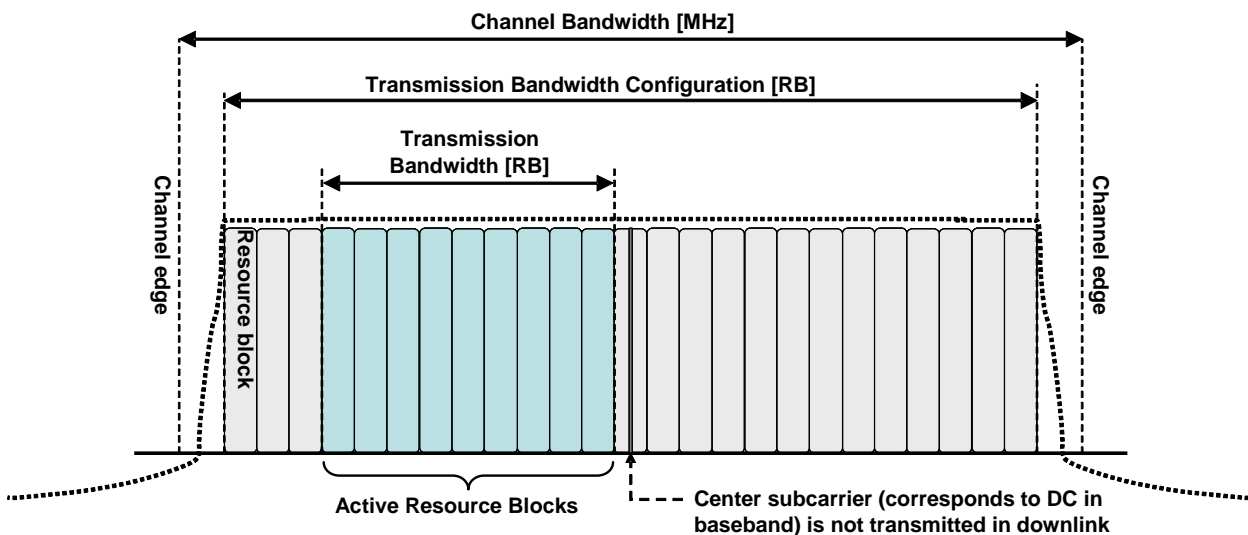 Channel Bandwidth [MHz]
Transmission Bandwidth Configuration [RB]
Transmission
Bandwidth [RB]
Channel edge
Channel edge
Resource block
Active Resource Blocks
Center subcarrier (corresponds to DC in
baseband) is not transmitted in downlink